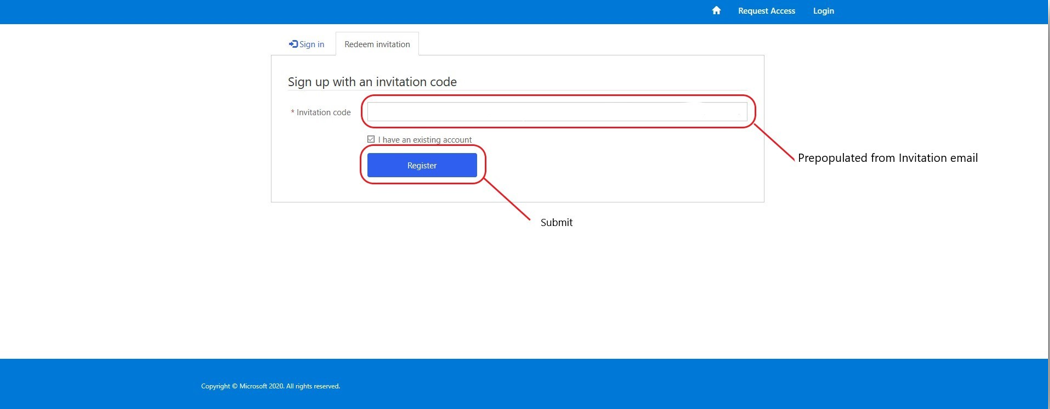 Request Access
Login
Sign in
Redeem invitation
Sign up with an invitation code
* Invitation code
I have an existing account
Prepopulated from Invitation email
Register
Submit
Copyright © Microsoft 2020. All rights reserved.